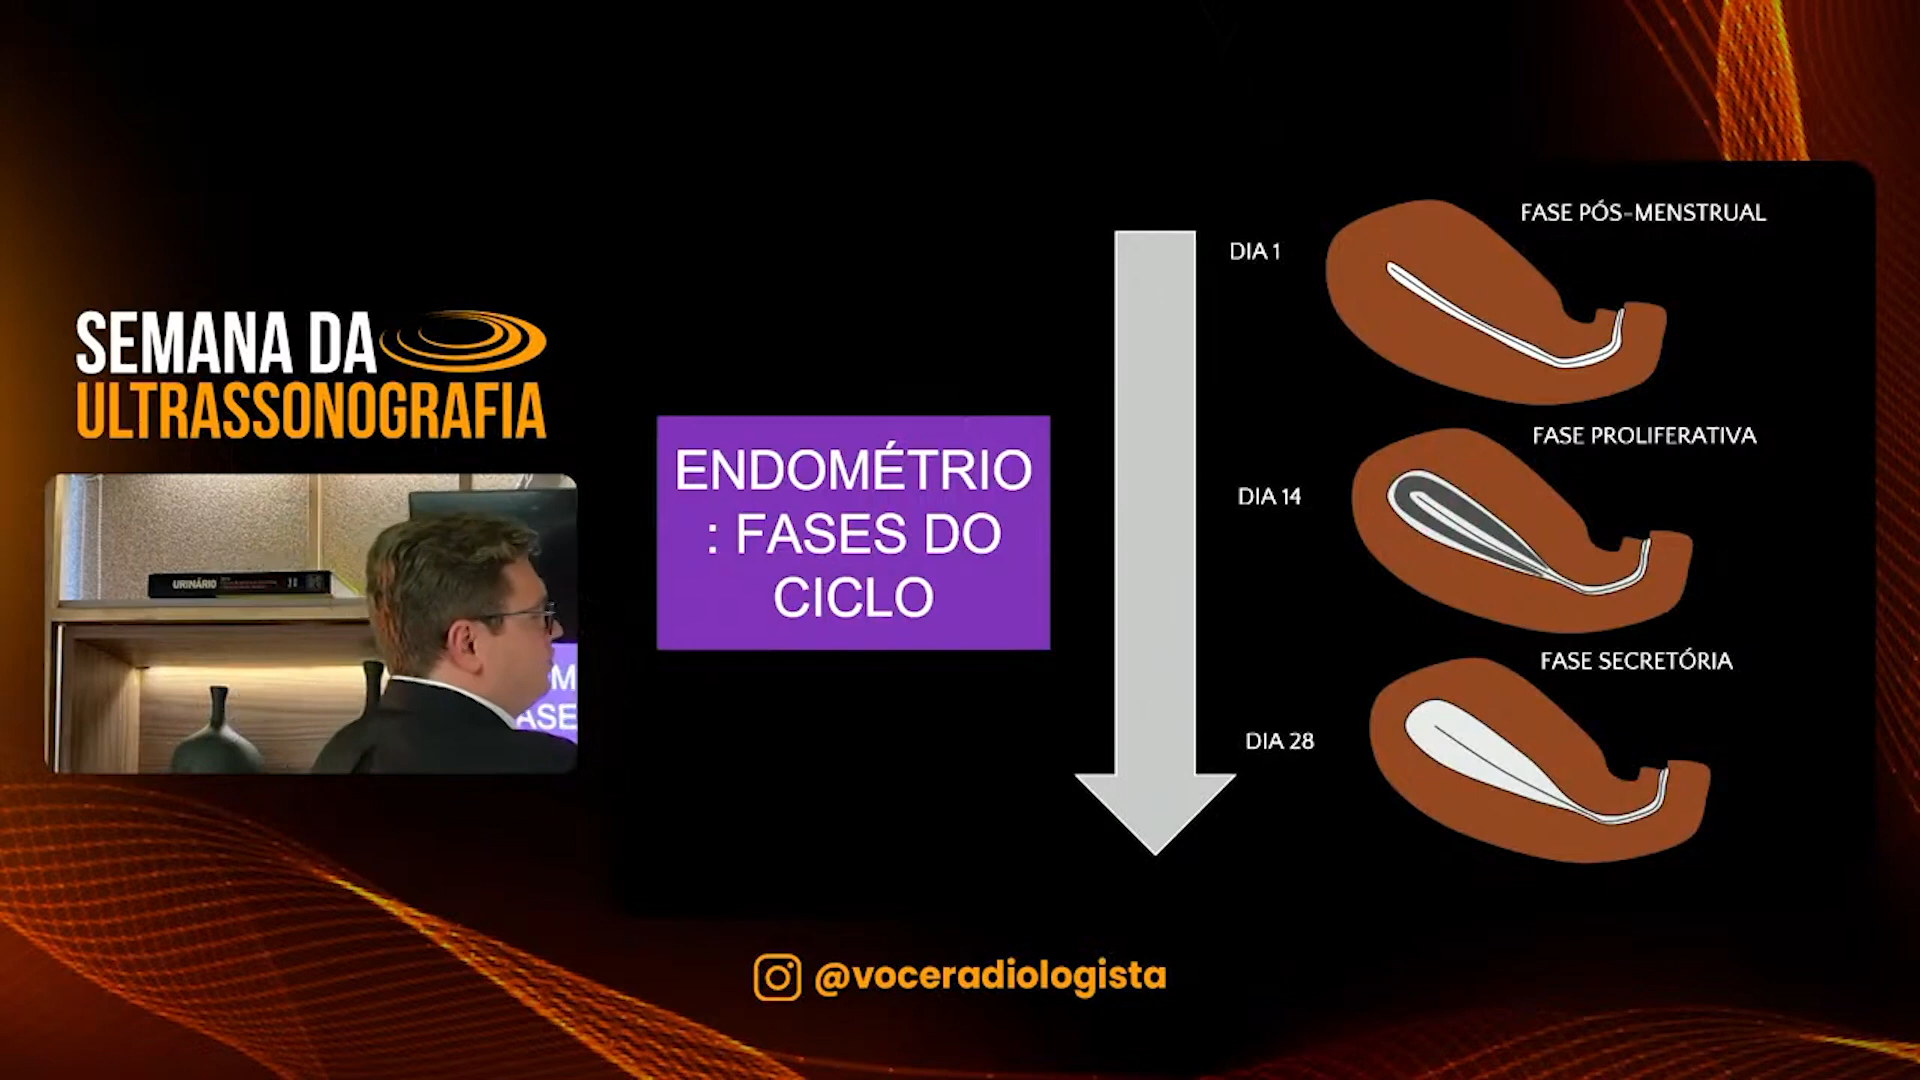 SEMANA DA
ULTRASSONOGRAFIA
URINÁRIO
M
ASE
ENDOMÉTRIO
: FASES DO
CICLO
DIA 1
FASE PÓS-MENSTRUAL
DIA 14
FASE PROLIFERATIVA
DIA 28
FASE SECRETÓRIA
@voceradiologista